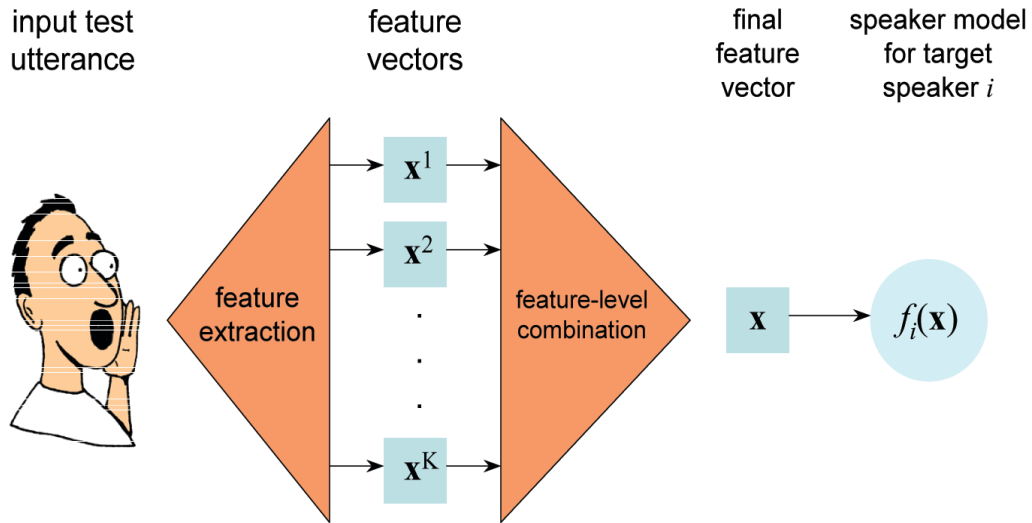 input test
utterance
feature
vectors
final
feature
vector
speaker model
for target
speaker i
feature
extraction
x¹
x²
.
.
.
xᴷ
feature-level
combination
x
fᵢ(x)